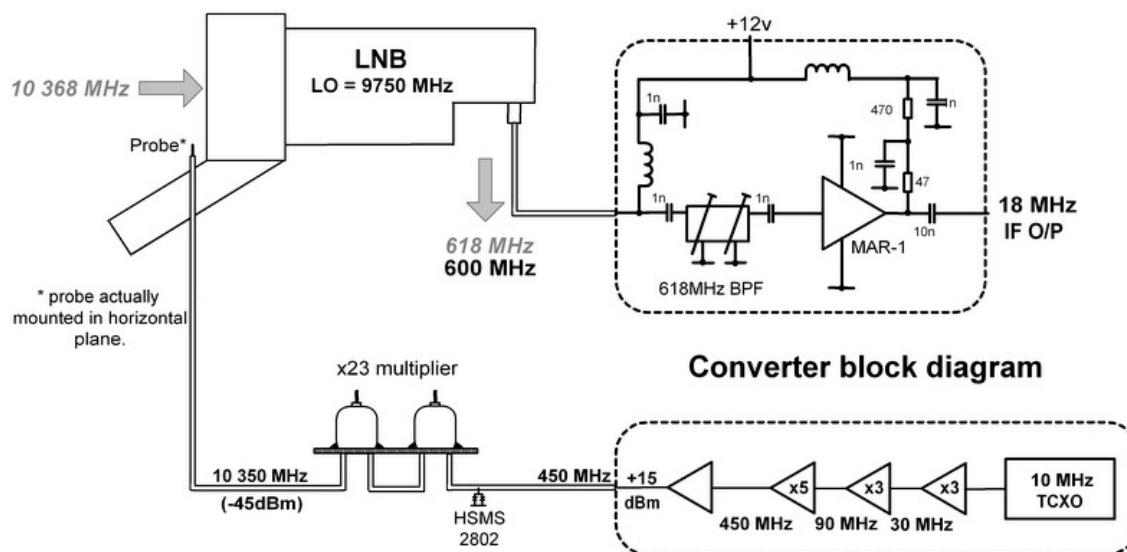 +12v
LNB
LO = 9750 MHz
10 368 MHz
Probe*
1n
470
1n
47
1n
1n
10n
MAR-1
18 MHz
IF O/P
618 MHz
600 MHz
618MHz BPF
* probe actually
mounted in horizontal
plane.
Converter block diagram
x23 multiplier
10 350 MHz
(-45dBm)
450 MHz
HSMS
2802
+15
dBm
x5
x3
x3
450 MHz
90 MHz
30 MHz
10 MHz
TCXO